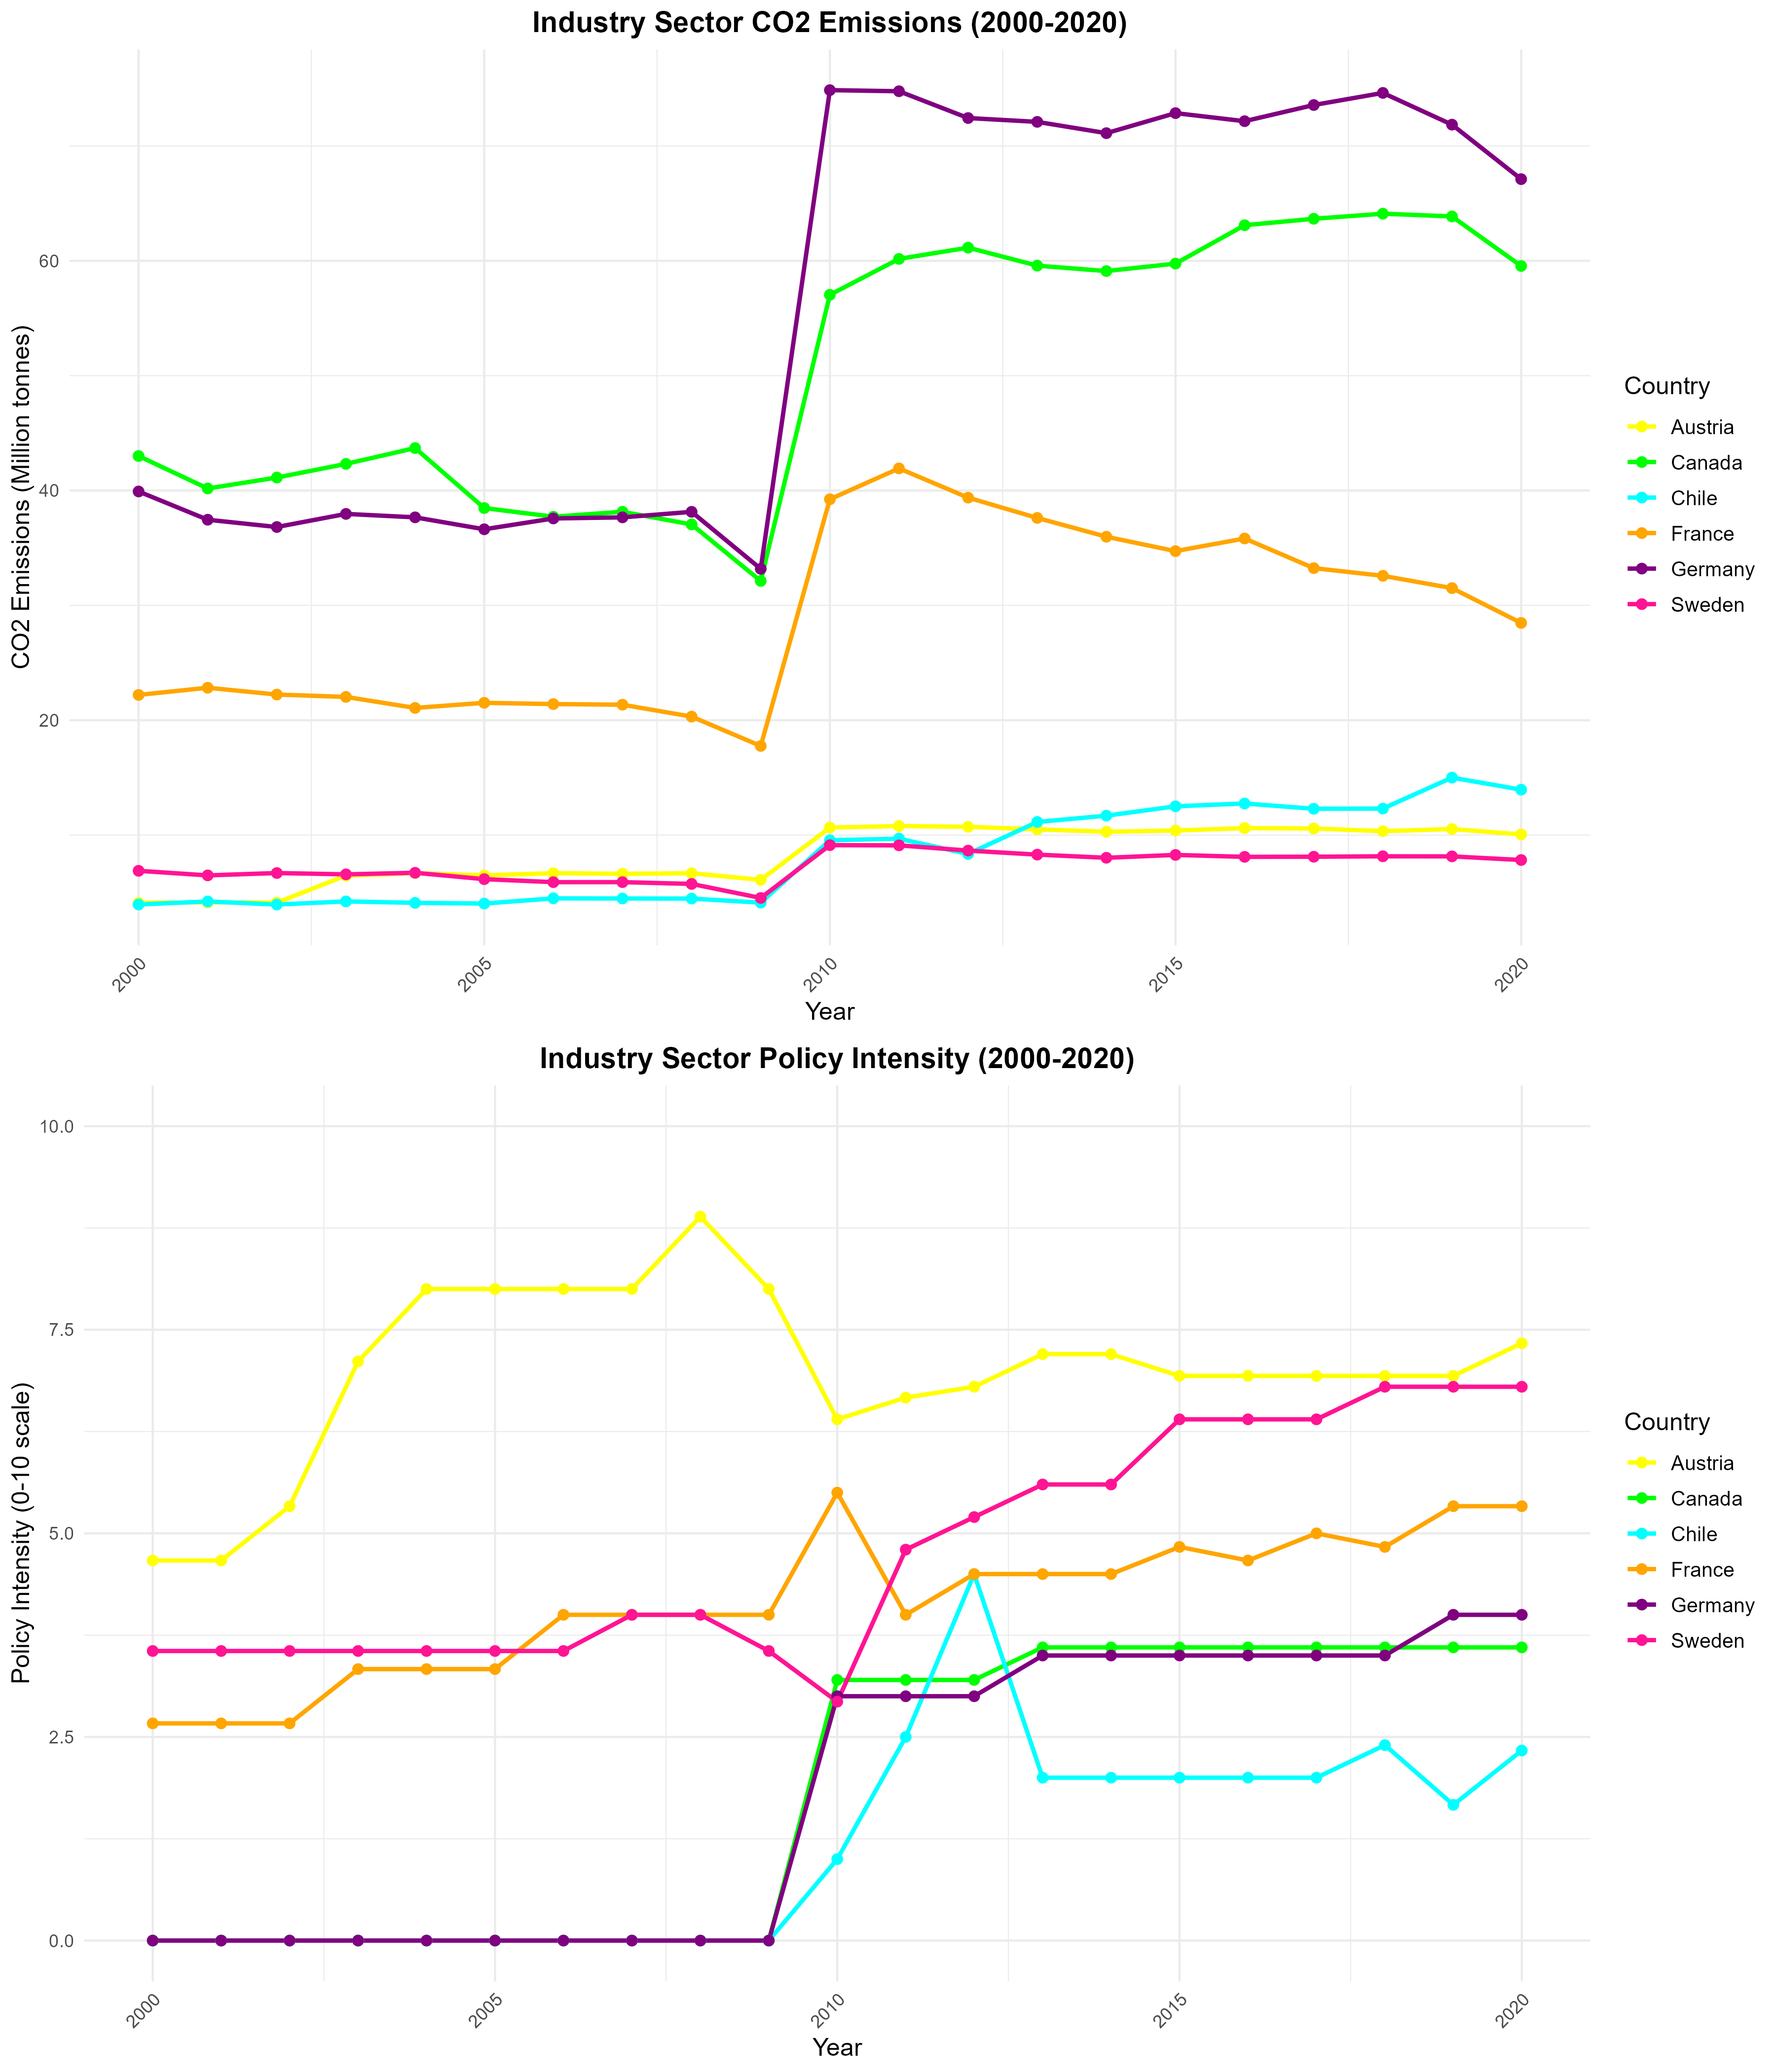 Industry Sector CO2 Emissions (2000-2020)
CO2 Emissions (Million tonnes)
60
40
20
2000
2005
2010
2015
2020
Year
Country
Austria
Canada
Chile
France
Germany
Sweden
Industry Sector Policy Intensity (2000-2020)
Policy Intensity (0-10 scale)
10.0
7.5
5.0
2.5
0.0
2000
2005
2010
2015
2020
Year
Country
Austria
Canada
Chile
France
Germany
Sweden